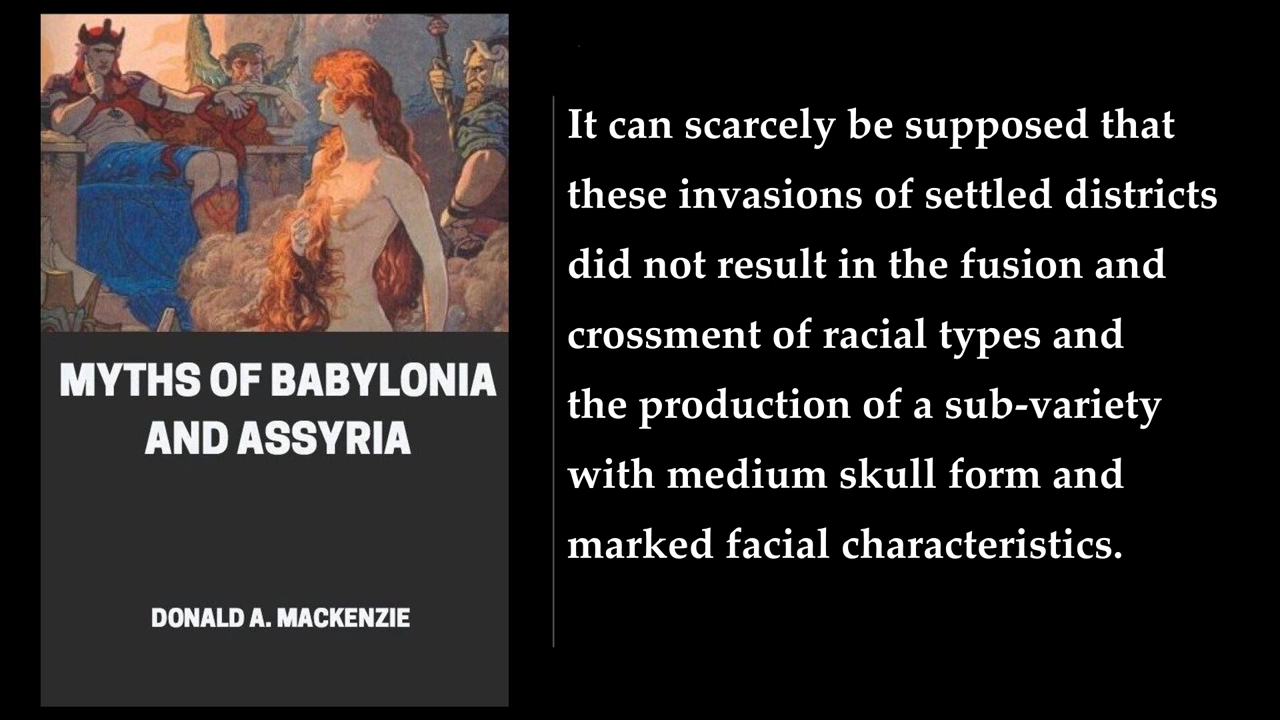 MYTHS OF BABYLONIA
AND ASSYRIA
DONALD A. MACKENZIE
It can scarcely be supposed that
these invasions of settled districts
did not result in the fusion and
crossment of racial types and
the production of a sub-variety
with medium skull form and
marked facial characteristics.